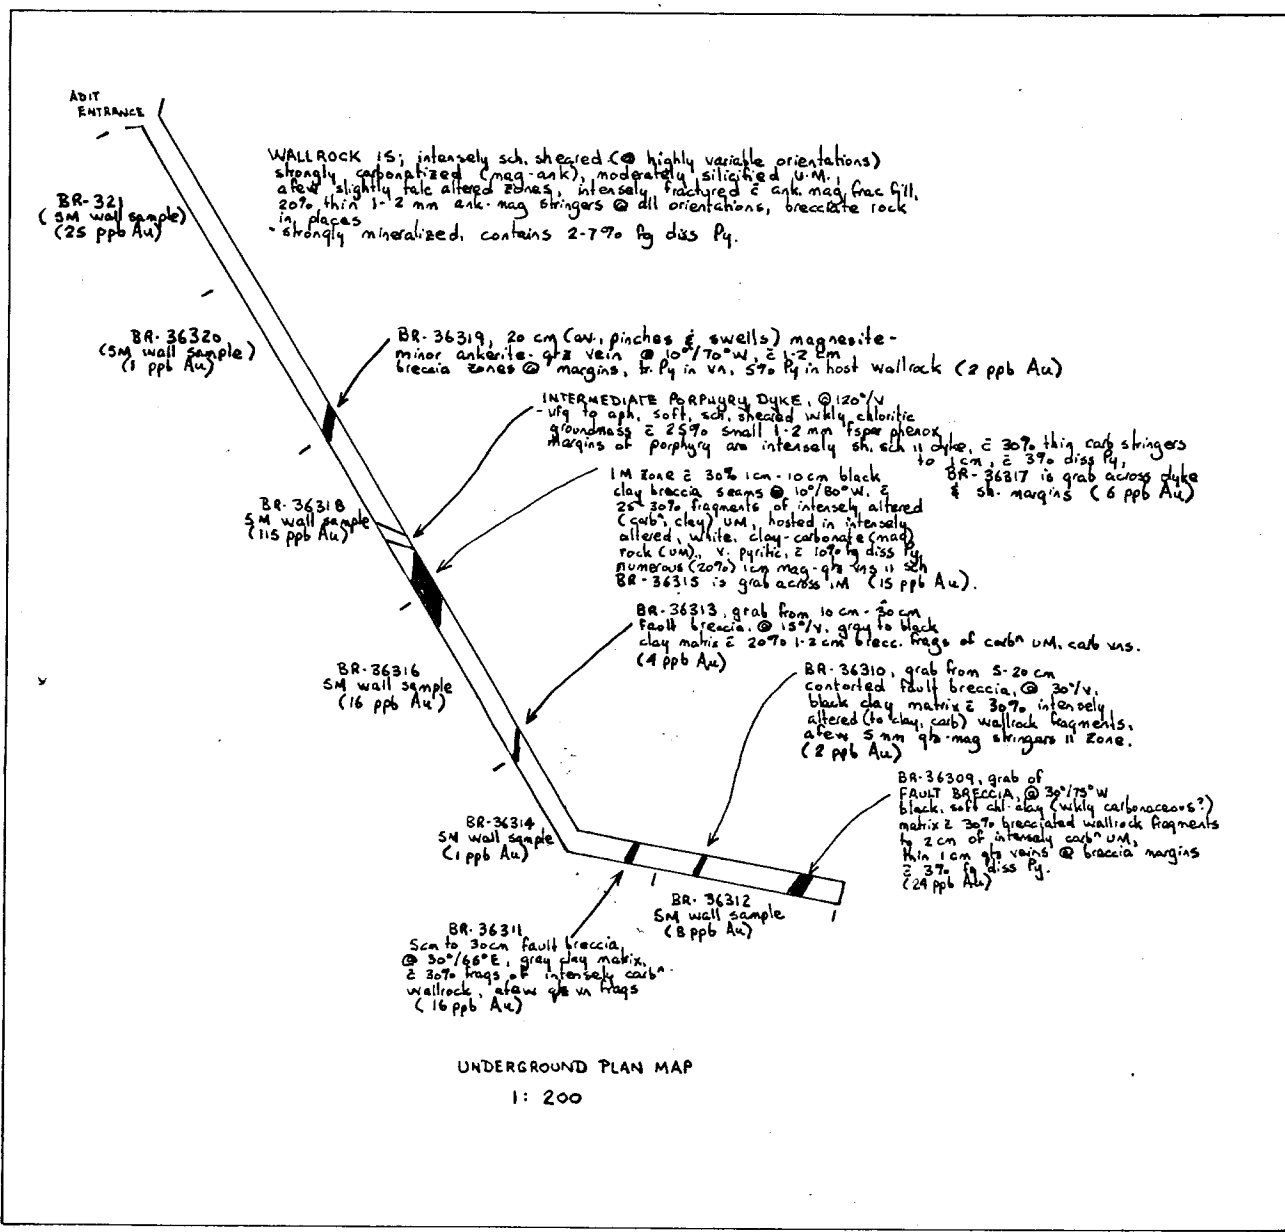 ADIT
ENTRANCE
WALLROCK IS; intensely sch. sheared (@ highly variable orientations)
strongly carbonatized (mag-ank), moderately silicified U.M.,
a few slightly talc altered zones, intensely fractured c̄ ank. mag. frac fill,
20% thin 1-2 mm ank-mag stringers @ all orientations, brecciate rock
in places
- strongly mineralized, contains 2-7% fg diss Py.
BR-321
(5M wall sample)
(25 ppb Au)
BR-36320
(5M wall sample)
(1 ppb Au)
BR-36319, 20 cm (av., pinches & swells) magnesite-
minor ankerite-qtz vein @ 10°/70°W, c̄ 1-2 cm
breccia zones @ margins, tr. Py in vn, 5% Py in host wallrock (2 ppb Au)
INTERMEDIATE PORPHYRY DYKE, @ 120°/V
- vfg to aph, soft, sch, sheared wkly chloritic
groundmass c̄ 25% small 1-2 mm fspar phenox
margins of porphyry are intensely sh. sch 11 dyke, c̄ 30% thin carb stringers
to 1cm, c̄ 3% diss Py,
BR-36317 is grab across dyke
& sh. margins (6 ppb Au)
BR-36318
5M wall sample
(115 ppb Au)
1M zone c̄ 30% 1cm-10cm black
clay breccia seams @ 10°/80°W, c̄
25-30% fragments of intensely altered
(carbⁿ, clay) UM, hosted in intensely
altered, white, clay-carbonate (mag)
rock (UM), v. pyritic, c̄ 10% fg diss Py,
numerous (20%) 1cm mag-qtz vns 11 sch
BR-36315 is grab across 1M (15 ppb Au).
BR-36313, grab from 10 cm-30cm
fault breccia, @ 15°/V, gray to black
clay matrix c̄ 20% 1-2 cm brecc. frags of carbⁿ UM, carb vns.
(4 ppb Au)
BR-36316
5M wall sample
(16 ppb Au)
BR-36310, grab from 5-20 cm
contorted fault breccia, @ 30°/V,
black clay matrix c̄ 30% intensely
altered (to clay, carb) wallrock fragments,
a few 5 mm qtz-mag stringers 11 zone.
(2 ppb Au)
BR-36309, grab of
FAULT BRECCIA, @ 30°/75°W
black, soft chl-clay (wkly carbonaceous?)
matrix c̄ 30% brecciated wallrock fragments
to 2 cm of intensely carbⁿ UM,
thin 1 cm qtz veins @ breccia margins
c̄ 3% fg diss Py.
(24 ppb Au)
BR-36314
5M wall sample
(1 ppb Au)
BR-36312
5M wall sample
(8 ppb Au)
BR-36311
5cm to 30cm fault breccia
@ 30°/66°E, gray clay matrix,
c̄ 30% frags of intensely carbⁿ
wallrock, a few qtz vn frags
(16 ppb Au)
UNDERGROUND PLAN MAP
1: 200